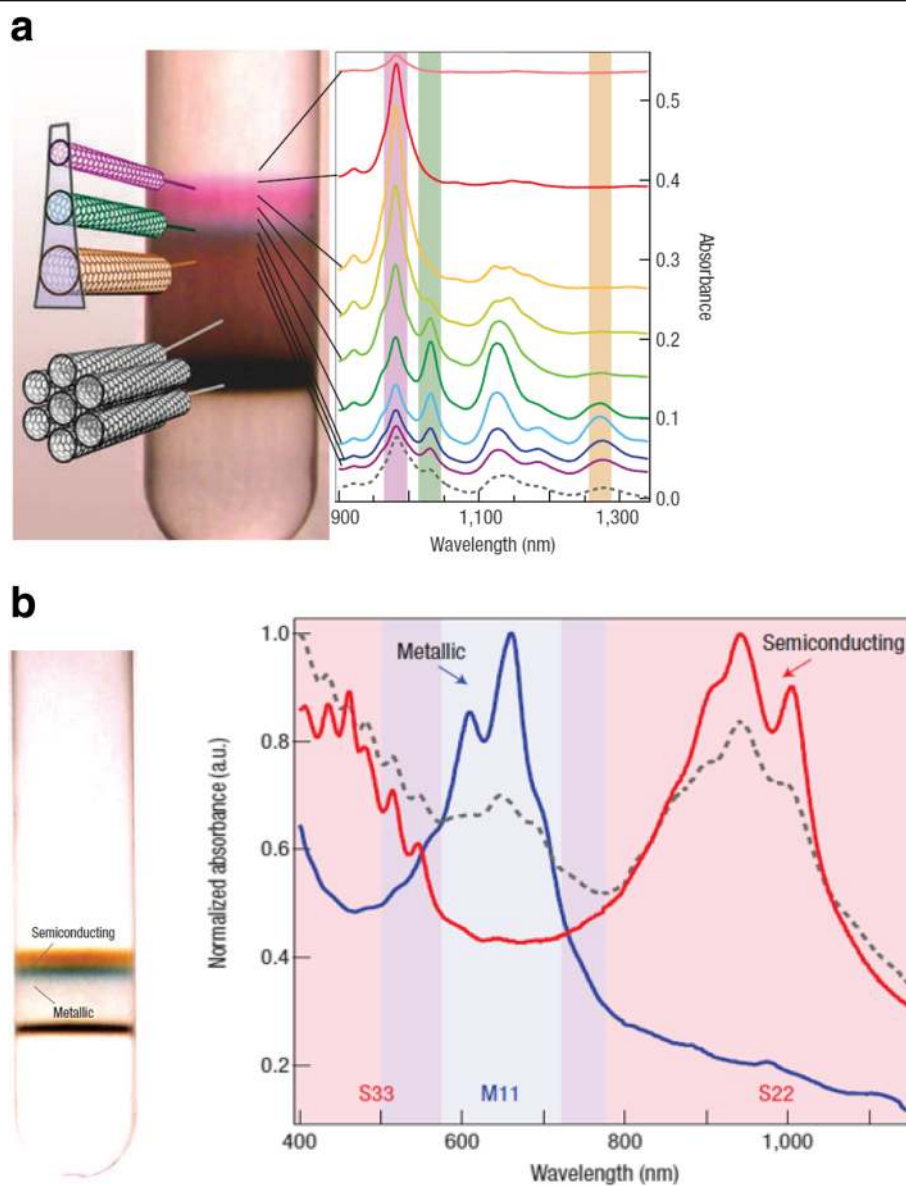 a
0.5
0.4
0.3
0.2
0.1
0.0
Absorbance
900
1,100
1,300
Wavelength (nm)
b
Semiconducting
Metallic
1.0
0.8
0.6
0.4
0.2
Normalized absorbance (a.u.)
Metallic
Semiconducting
S33
M11
S22
400
600
800
1,000
Wavelength (nm)